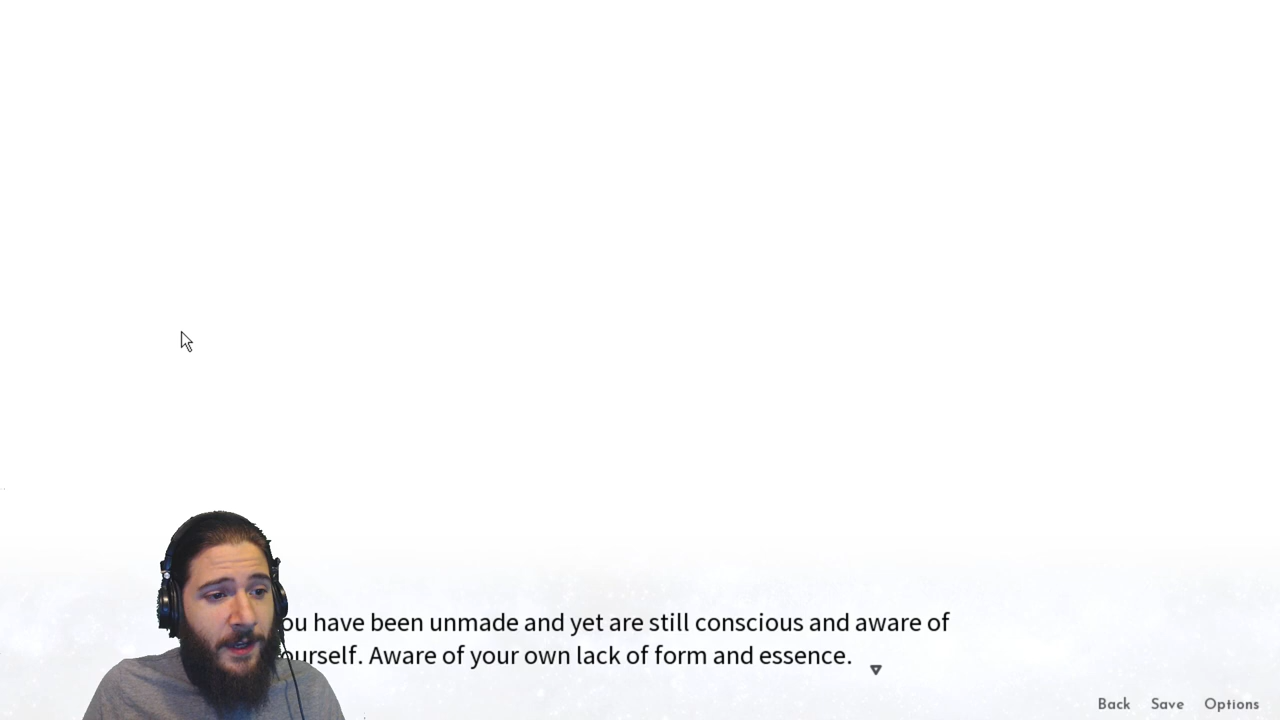 ou have been unmade and yet are still conscious and aware of
ourself. Aware of your own lack of form and essence.
Back Save Options